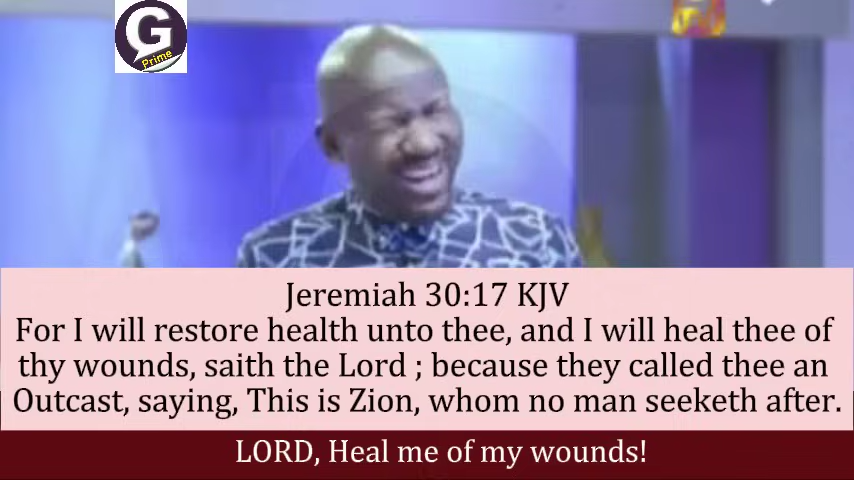 G
Prime
Jeremiah 30:17 KJV
For I will restore health unto thee, and I will heal thee of
thy wounds, saith the Lord ; because they called thee an
Outcast, saying, This is Zion, whom no man seeketh after.
LORD, Heal me of my wounds!